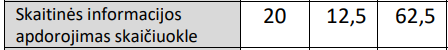 Skaitinės informacijos 20 12,5 62,5
apdorojimas skaičiuokle